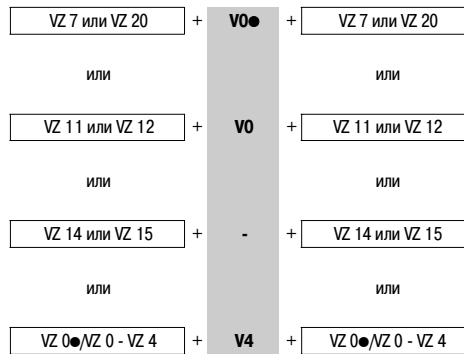 VZ 7 или VZ 20 + V0● + VZ 7 или VZ 20
или или
VZ 11 или VZ 12 + V0 + VZ 11 или VZ 12
или или
VZ 14 или VZ 15 + - + VZ 14 или VZ 15
или или
VZ 0●/VZ 0 - VZ 4 + V4 + VZ 0●/VZ 0 - VZ 4